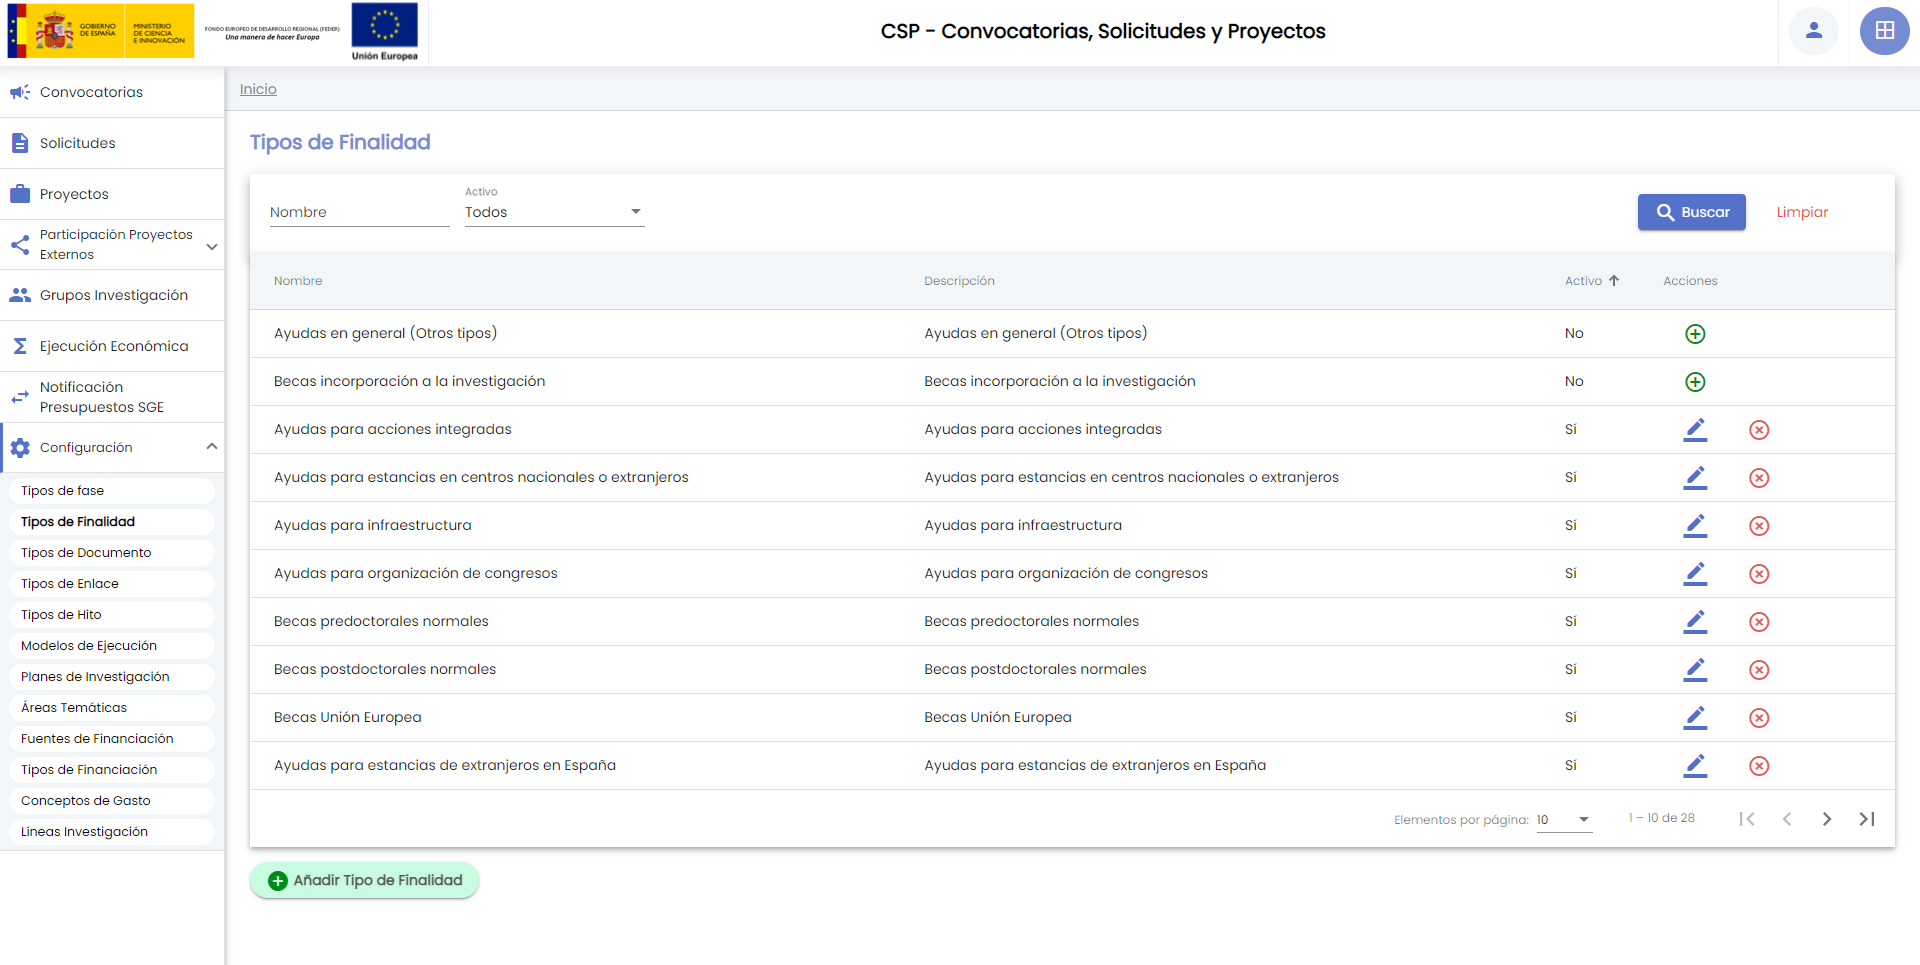 GOBIERNO
DE ESPAÑA
MINISTERIO
DE CIENCIA
E INNOVACIÓN
FONDO EUROPEO DE DESARROLLO REGIONAL (FEDER)
Una manera de hacer Europa
Unión Europea
CSP - Convocatorias, Solicitudes y Proyectos
Convocatorias
Solicitudes
Proyectos
Participación Proyectos
Externos
Grupos Investigación
Ejecución Económica
Notificación
Presupuestos SGE
Configuración
Tipos de fase
Tipos de Finalidad
Tipos de Documento
Tipos de Enlace
Tipos de Hito
Modelos de Ejecución
Planes de Investigación
Áreas Temáticas
Fuentes de Financiación
Tipos de Financiación
Conceptos de Gasto
Líneas Investigación
Inicio
Tipos de Finalidad
Nombre
Activo
Todos
Buscar
Limpiar
Nombre Descripción Activo Acciones
Ayudas en general (Otros tipos) Ayudas en general (Otros tipos) No
Becas incorporación a la investigación Becas incorporación a la investigación No
Ayudas para acciones integradas Ayudas para acciones integradas Sí
Ayudas para estancias en centros nacionales o extranjeros Ayudas para estancias en centros nacionales o extranjeros Sí
Ayudas para infraestructura Ayudas para infraestructura Sí
Ayudas para organización de congresos Ayudas para organización de congresos Sí
Becas predoctorales normales Becas predoctorales normales Sí
Becas postdoctorales normales Becas postdoctorales normales Sí
Becas Unión Europea Becas Unión Europea Sí
Ayudas para estancias de extranjeros en España Ayudas para estancias de extranjeros en España Sí
Elementos por página: 10 1 – 10 de 28
Añadir Tipo de Finalidad